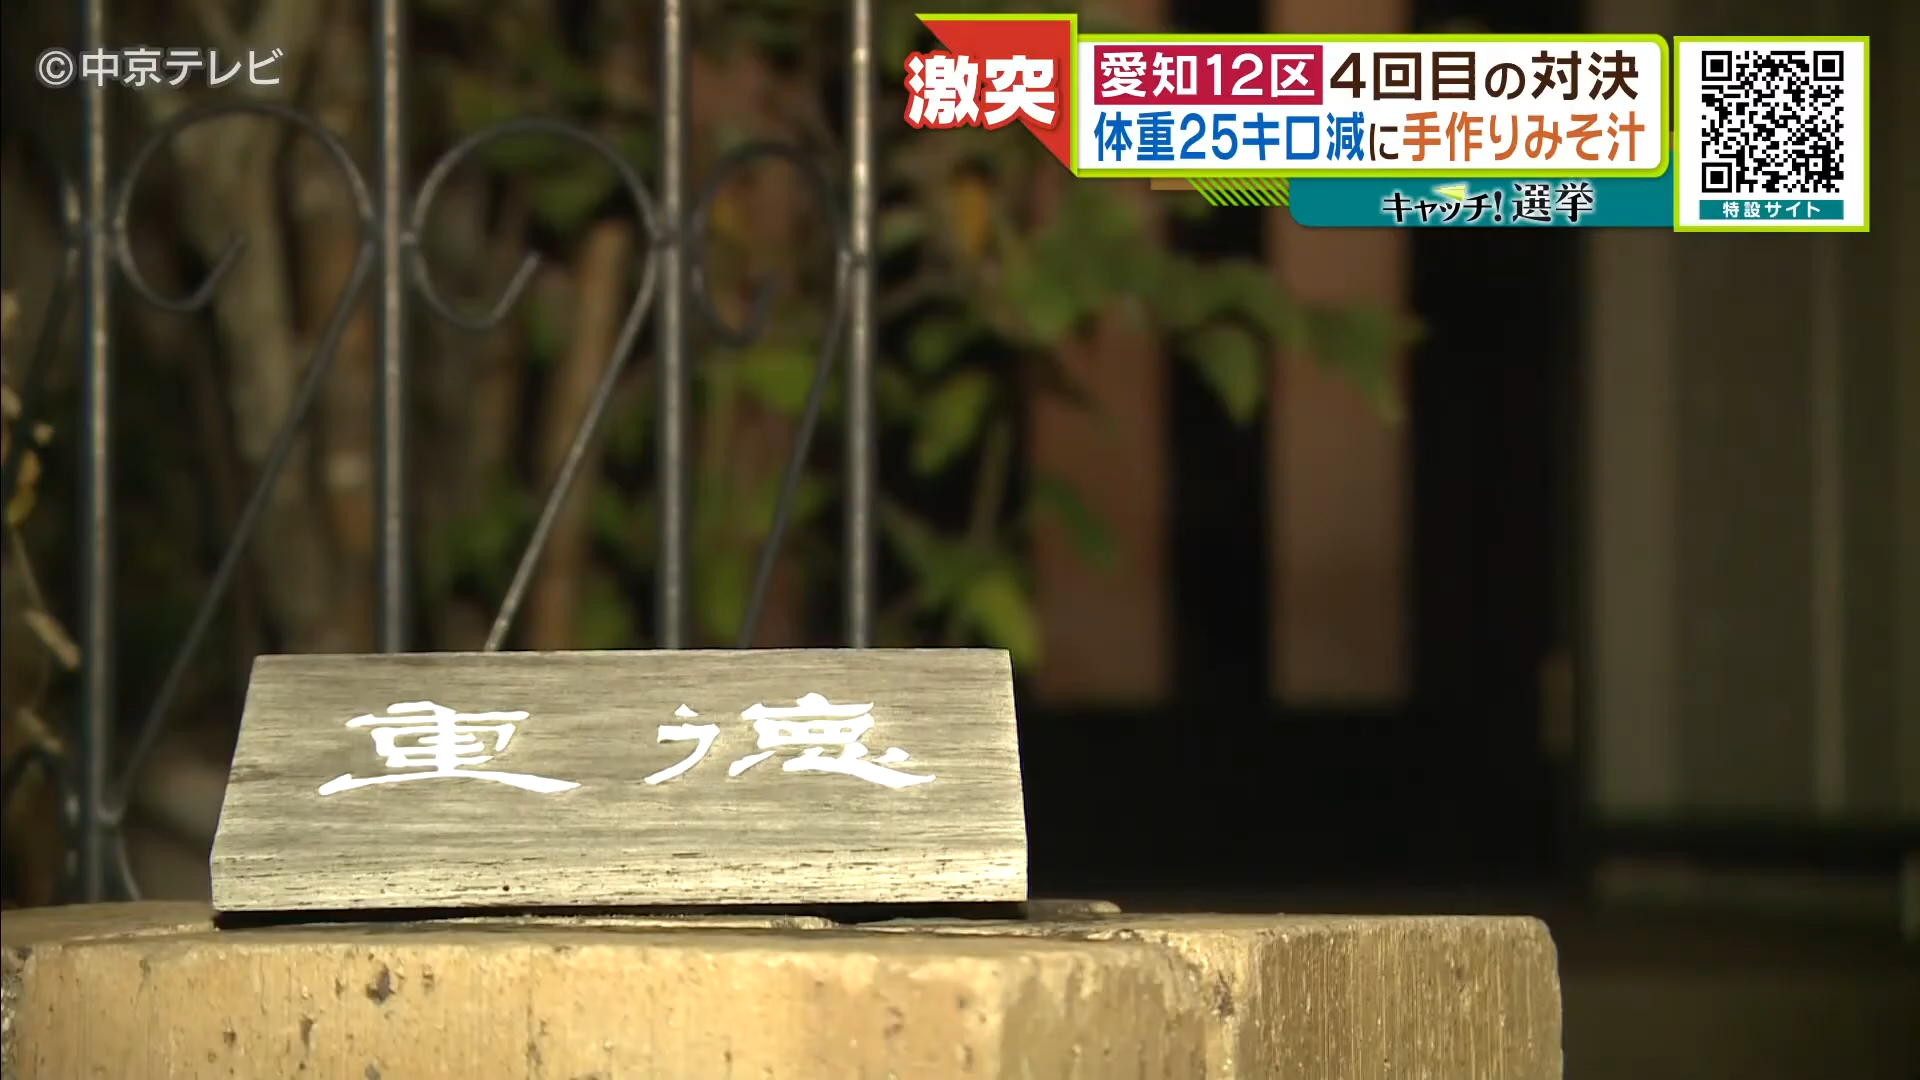 ©中京テレビ
激突
愛知12区 4回目の対決
体重25キロ減に手作りみそ汁
キャッチ!選挙
特設サイト
重徳